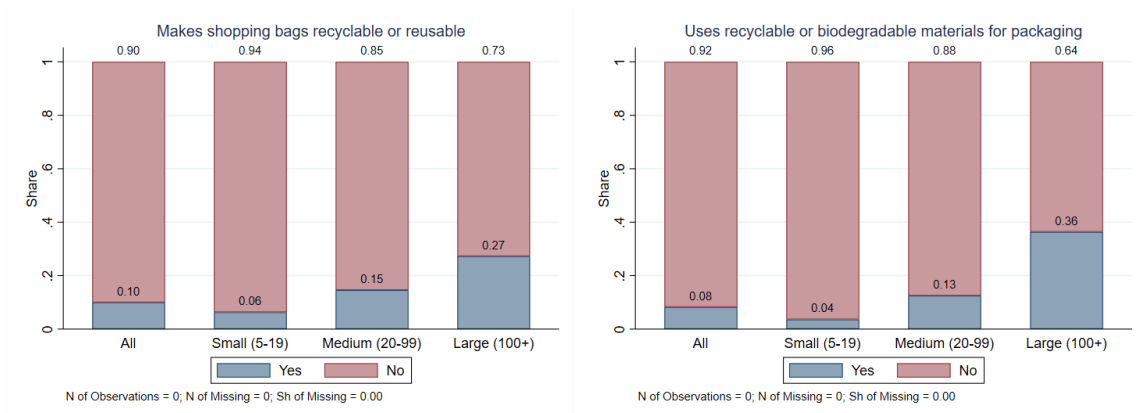 Makes shopping bags recyclable or reusable
0.90 0.94 0.85 0.73
1
.8
.6
.4
.2
0
Share
0.10 0.06 0.15 0.27
All Small (5-19) Medium (20-99) Large (100+)
Yes No
N of Observations = 0; N of Missing = 0; Sh of Missing = 0.00
Uses recyclable or biodegradable materials for packaging
0.92 0.96 0.88 0.64
1
.8
.6
.4
.2
0
Share
0.08 0.04 0.13 0.36
All Small (5-19) Medium (20-99) Large (100+)
Yes No
N of Observations = 0; N of Missing = 0; Sh of Missing = 0.00